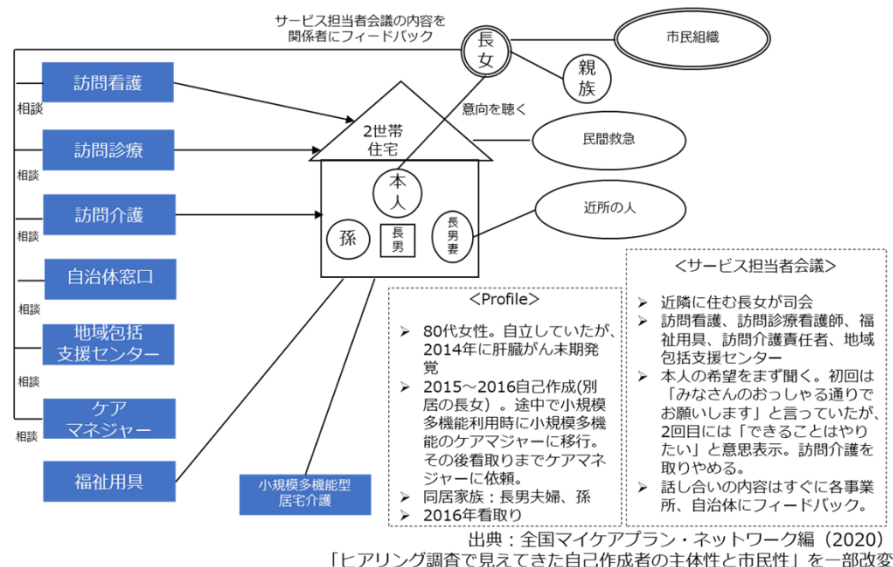 サービス担当者会議の内容を
関係者にフィードバック
長女
市民組織
親族
訪問看護
相談
意向を聴く
2世帯
住宅
民間救急
訪問診療
相談
本人
訪問介護
近所の人
孫
長男
長男妻
相談
自治体窓口
相談
地域包括
支援センター
相談
ケア
マネジャー
相談
福祉用具
小規模多機能型
居宅介護
<Profile>
➢ 80代女性。自立していたが、
2014年に肝臓がん末期発
覚
➢ 2015～2016自己作成(別
居の長女）。途中で小規模
多機能利用時に小規模多機
能のケアマジャーに移行。
その後看取りまでケアマネ
ジャーに依頼。
➢ 同居家族：長男夫婦、孫
➢ 2016年看取り
<サービス担当者会議>
➢ 近隣に住む長女が司会
➢ 訪問看護、訪問診療看護師、福
祉用具、訪問介護責任者、地域
包括支援センター
➢ 本人の希望をまず聞く。初回は
「みなさんのおっしゃる通りで
お願いします」と言っていたが、
2回目には「できることはやり
たい」と意思表示。訪問介護を
取りやめる。
➢ 話し合いの内容はすぐに各事業
所、自治体にフィードバック。
出典：全国マイケアプラン・ネットワーク編（2020）
「ヒアリング調査で見えてきた自己作成者の主体性と市民性」を一部改変